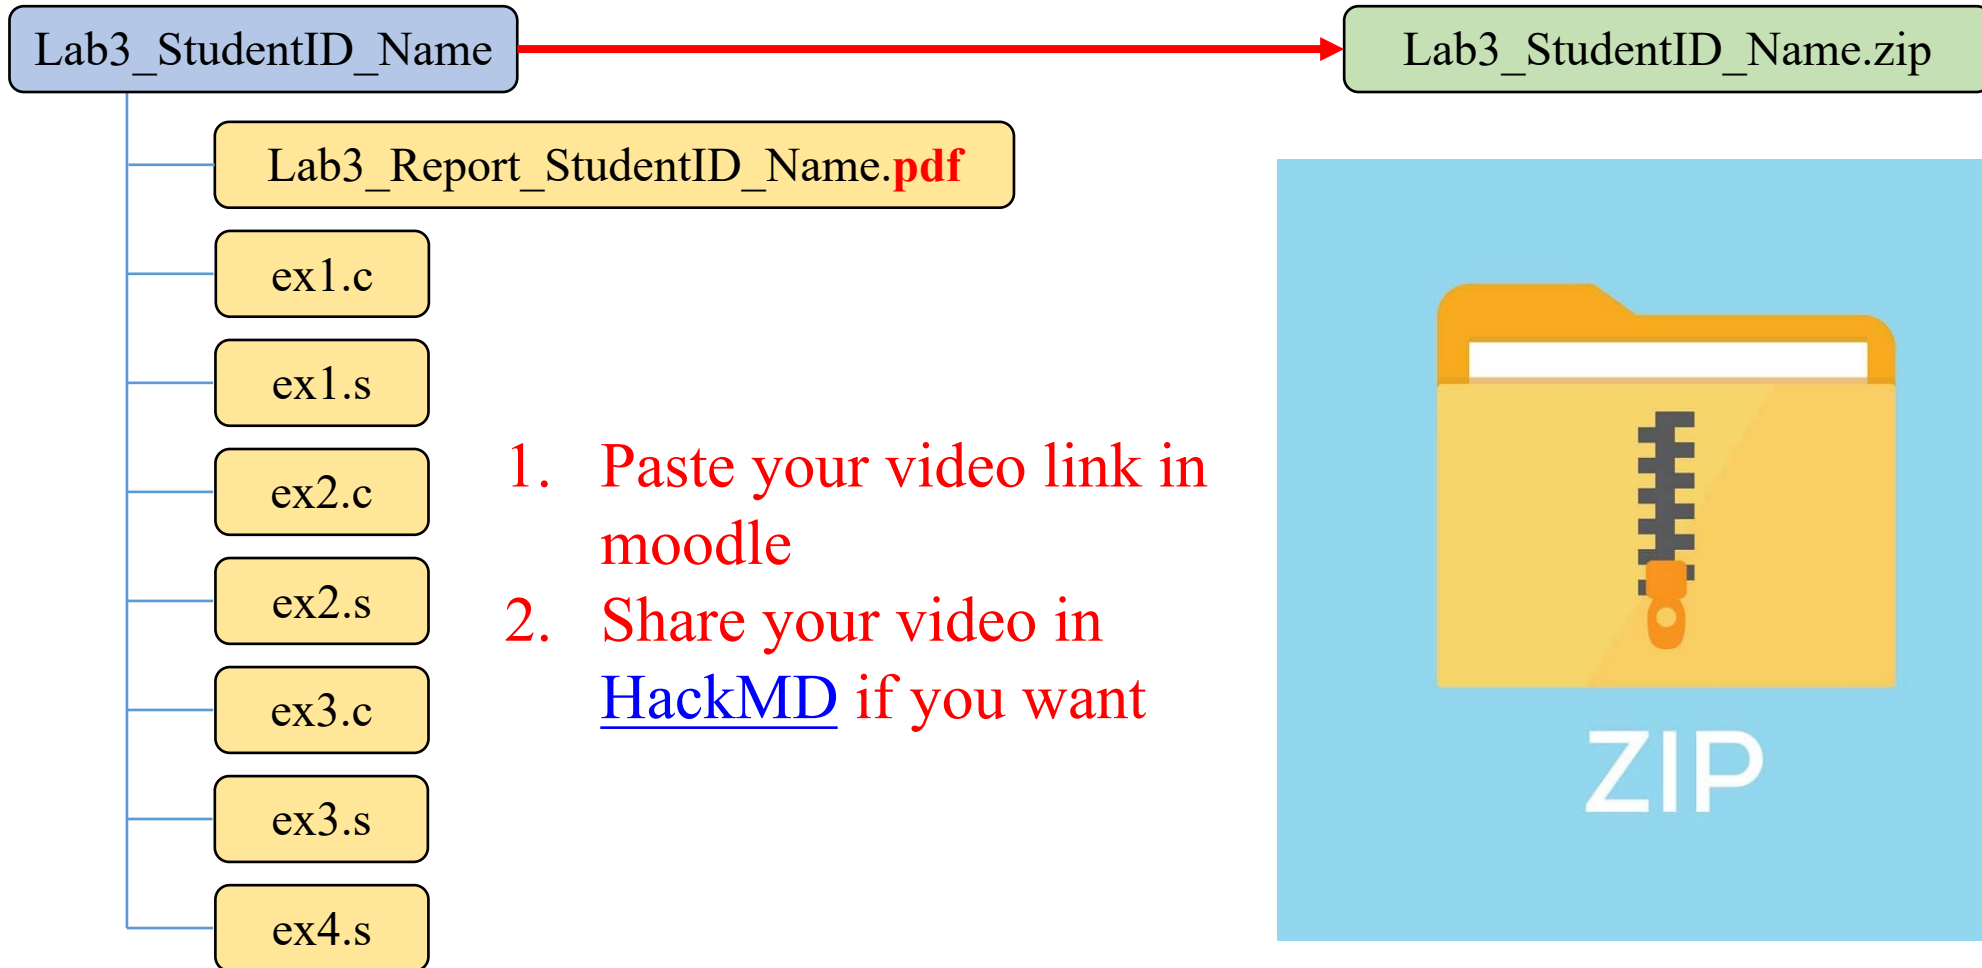 Lab3_StudentID_Name
Lab3_StudentID_Name.zip
Lab3_Report_StudentID_Name.pdf
ex1.c
ex1.s
ex2.c
ex2.s
ex3.c
ex3.s
ex4.s
1. Paste your video link in
moodle
2. Share your video in
HackMD if you want
ZIP